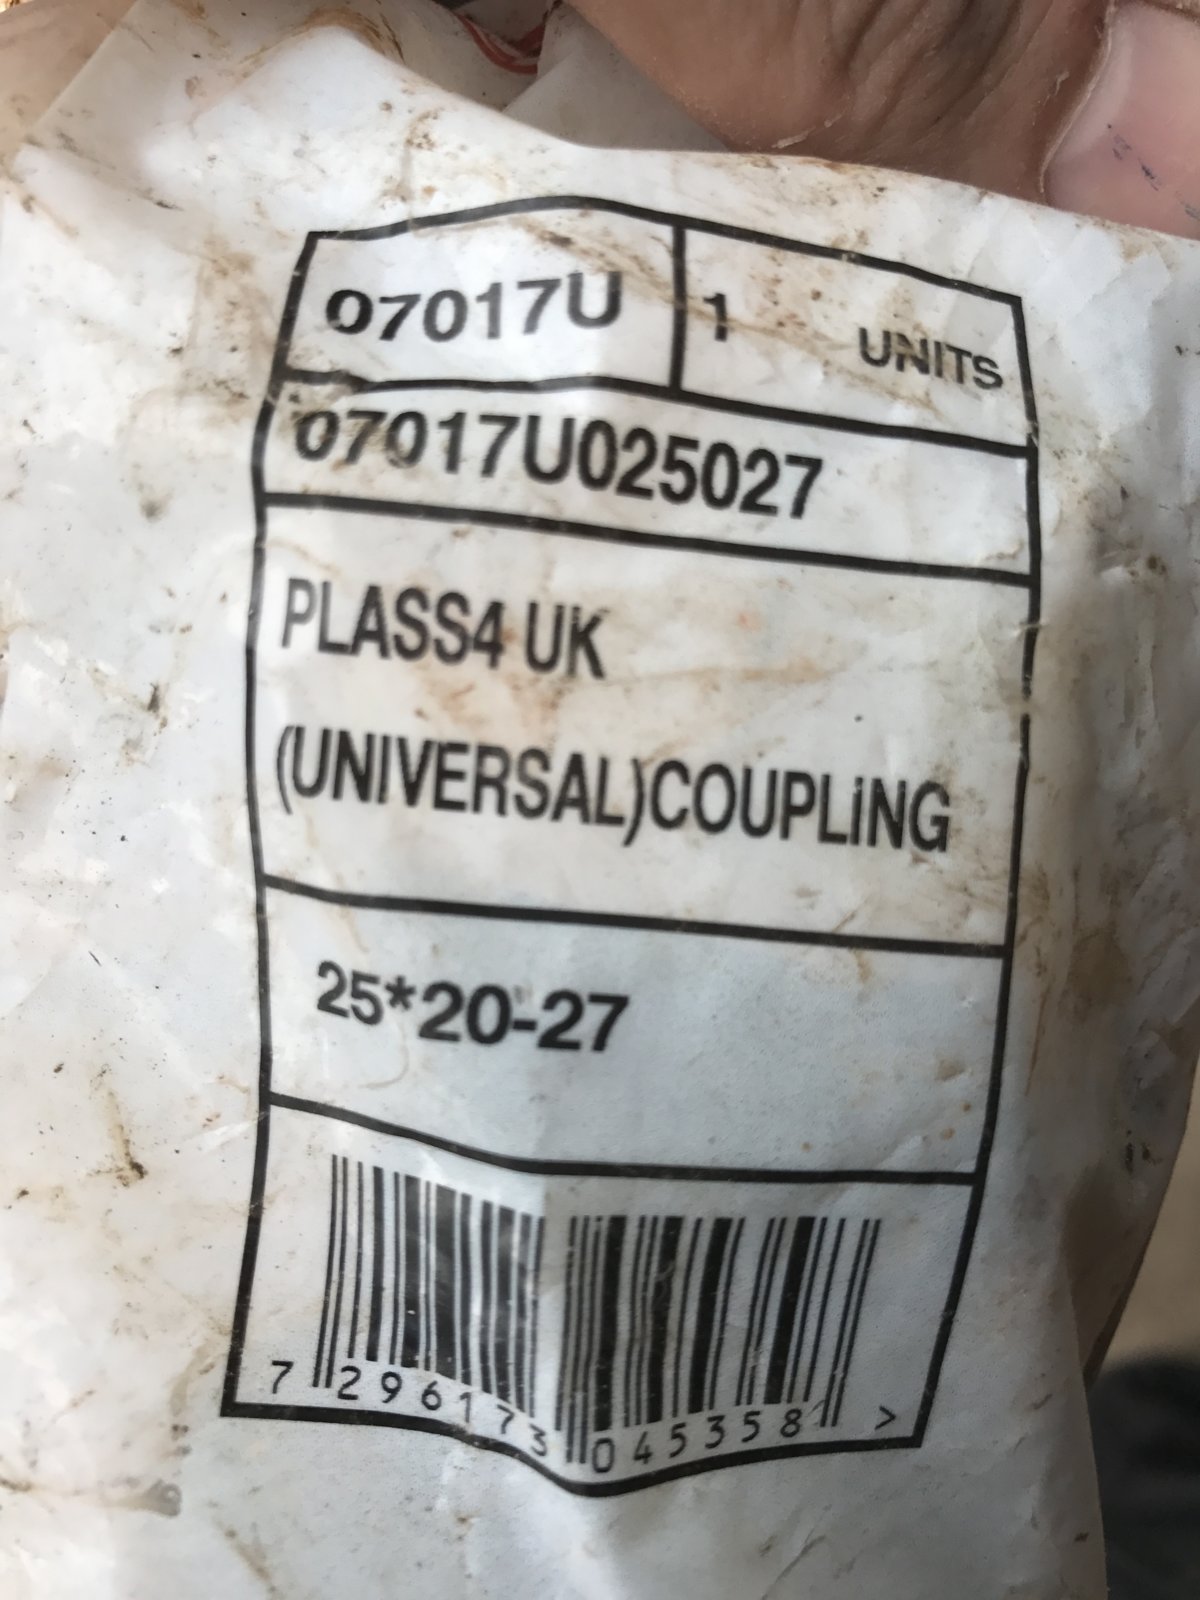 07017U 1 UNITS
07017U025027
PLASS4 UK
(UNIVERSAL)COUPLiNG
25*20-27
7 296173 045358 >